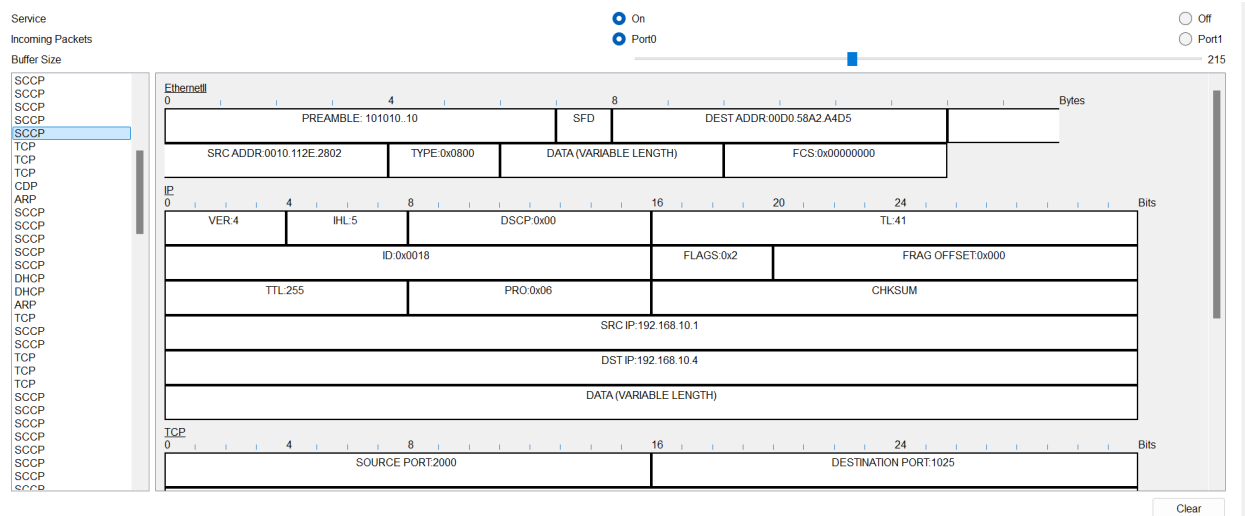 Service On Off
Incoming Packets Port0 Port1
Buffer Size 215
SCCP
SCCP
SCCP
SCCP
SCCP
TCP
TCP
TCP
CDP
ARP
SCCP
SCCP
SCCP
SCCP
SCCP
DHCP
DHCP
ARP
TCP
SCCP
SCCP
TCP
TCP
TCP
SCCP
SCCP
SCCP
SCCP
SCCP
SCCP
SCCP
SCCP
EthernetII
0 4 8 Bytes
PREAMBLE: 101010..10 SFD DEST ADDR:00D0.58A2.A4D5
SRC ADDR:0010.112E.2802 TYPE:0x0800 DATA (VARIABLE LENGTH) FCS:0x00000000
IP
0 4 8 16 20 24 Bits
VER:4 IHL:5 DSCP:0x00 TL:41
ID:0x0018 FLAGS:0x2 FRAG OFFSET:0x000
TTL:255 PRO:0x06 CHKSUM
SRC IP:192.168.10.1
DST IP:192.168.10.4
DATA (VARIABLE LENGTH)
TCP
0 4 8 16 24 Bits
SOURCE PORT:2000 DESTINATION PORT:1025
Clear